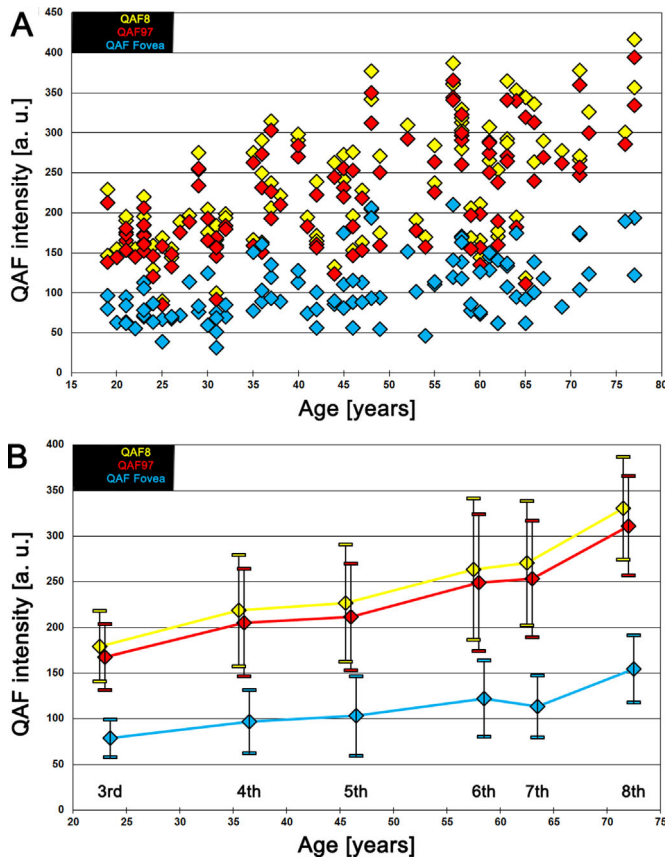 A
QAF8
QAF97
QAF Fovea
QAF intensity [a. u.]
450
400
350
300
250
200
150
100
50
0
15 20 25 30 35 40 45 50 55 60 65 70 75 80
Age [years]
B
QAF8
QAF97
QAF Fovea
QAF intensity [a. u.]
400
350
300
250
200
150
100
50
0
3rd 4th 5th 6th 7th 8th
20 25 30 35 40 45 50 55 60 65 70 75
Age [years]